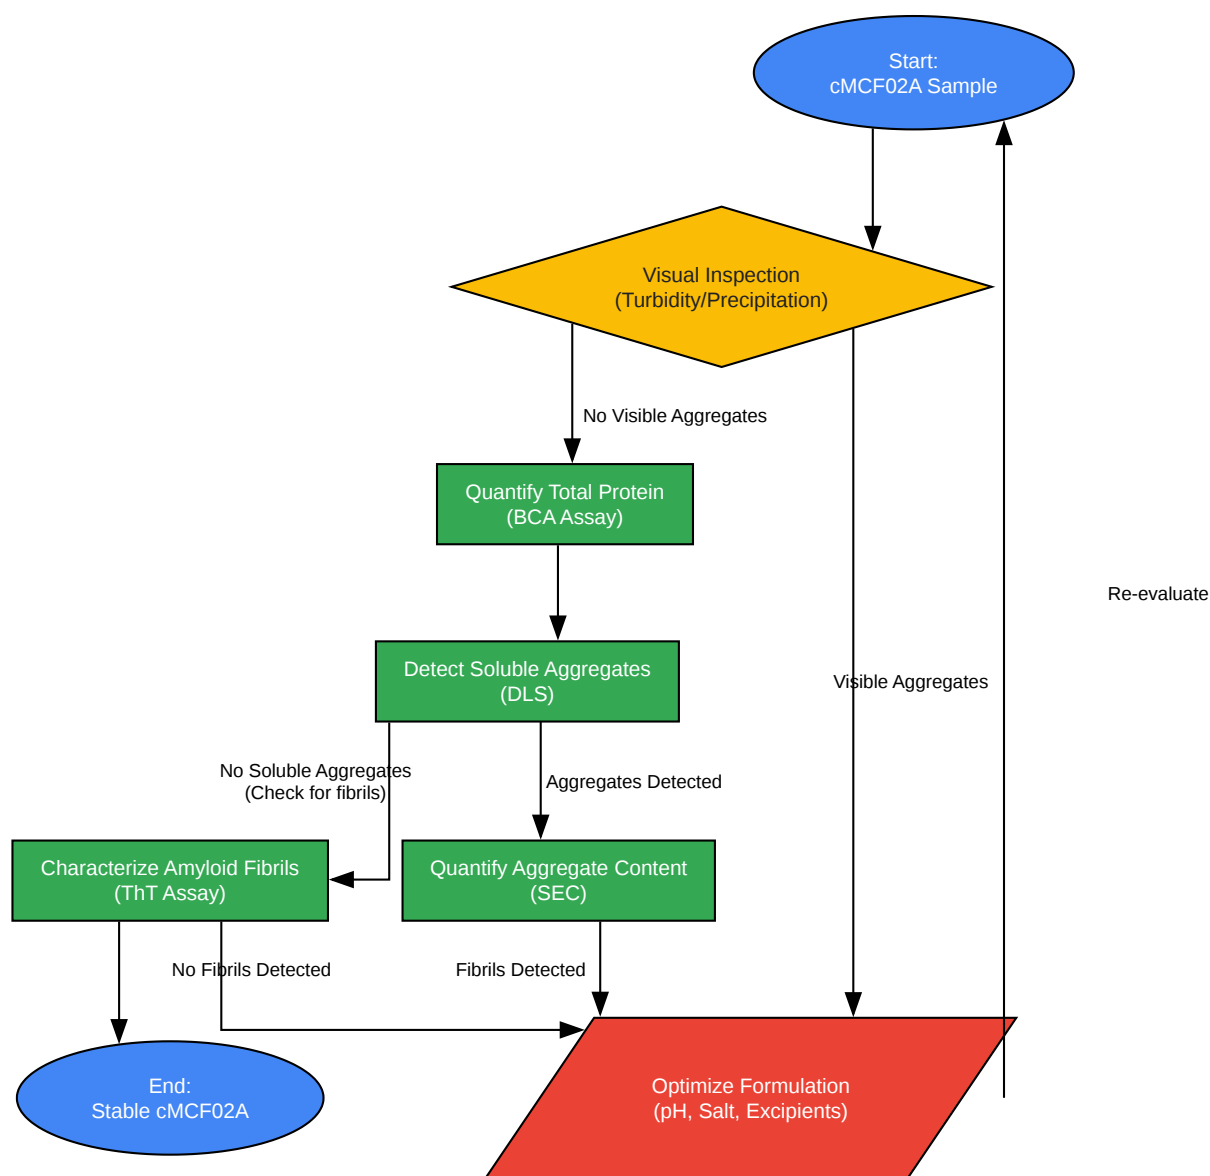 Start:
cMCF02A Sample
Visual Inspection
(Turbidity/Precipitation)
No Visible Aggregates
Quantify Total Protein
(BCA Assay)
Re-evaluate
Detect Soluble Aggregates
(DLS)
Visible Aggregates
No Soluble Aggregates
(Check for fibrils)
Aggregates Detected
Characterize Amyloid Fibrils
(ThT Assay)
Quantify Aggregate Content
(SEC)
No Fibrils Detected
Fibrils Detected
End:
Stable cMCF02A
Optimize Formulation
(pH, Salt, Excipients)